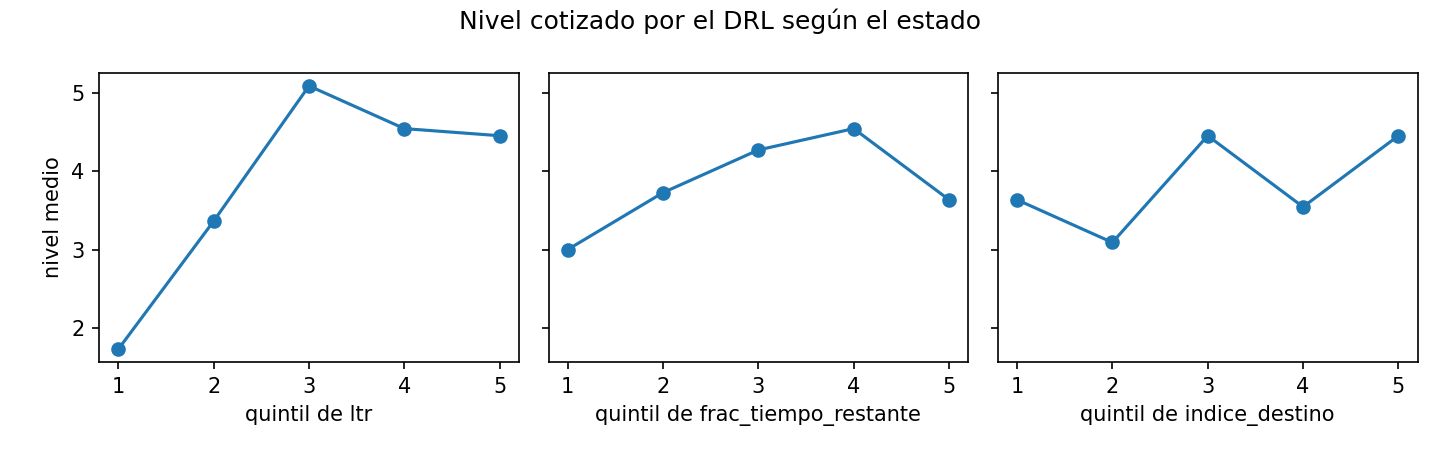 Nivel cotizado por el DRL según el estado
nivel medio
5
4
3
2
1 2 3 4 5
quintil de ltr
1 2 3 4 5
quintil de frac_tiempo_restante
1 2 3 4 5
quintil de indice_destino